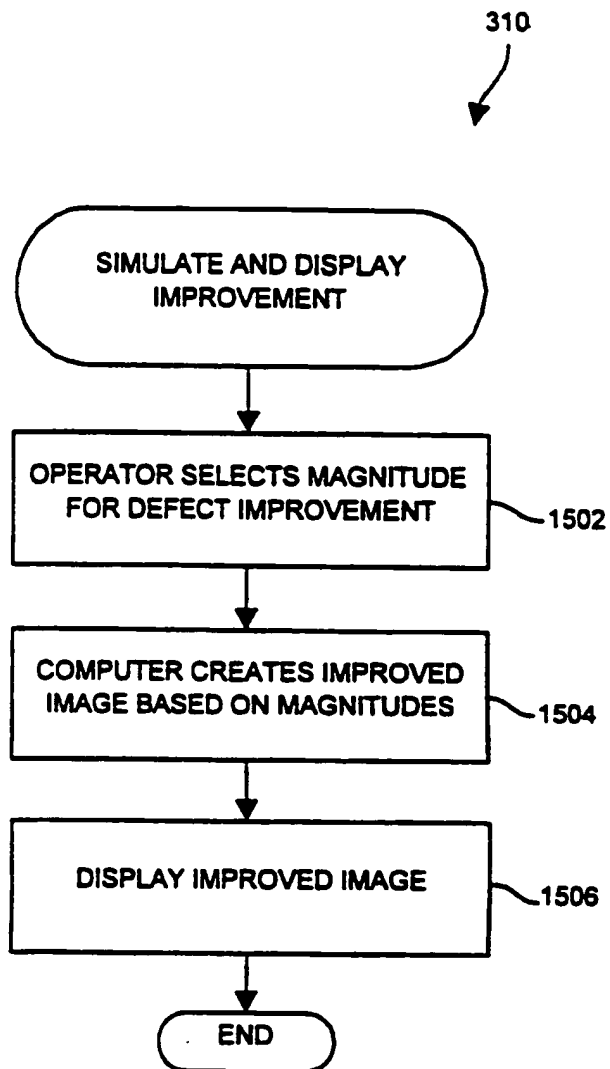 310
SIMULATE AND DISPLAY
IMPROVEMENT
OPERATOR SELECTS MAGNITUDE
FOR DEFECT IMPROVEMENT
1502
COMPUTER CREATES IMPROVED
IMAGE BASED ON MAGNITUDES
1504
DISPLAY IMPROVED IMAGE
1506
END